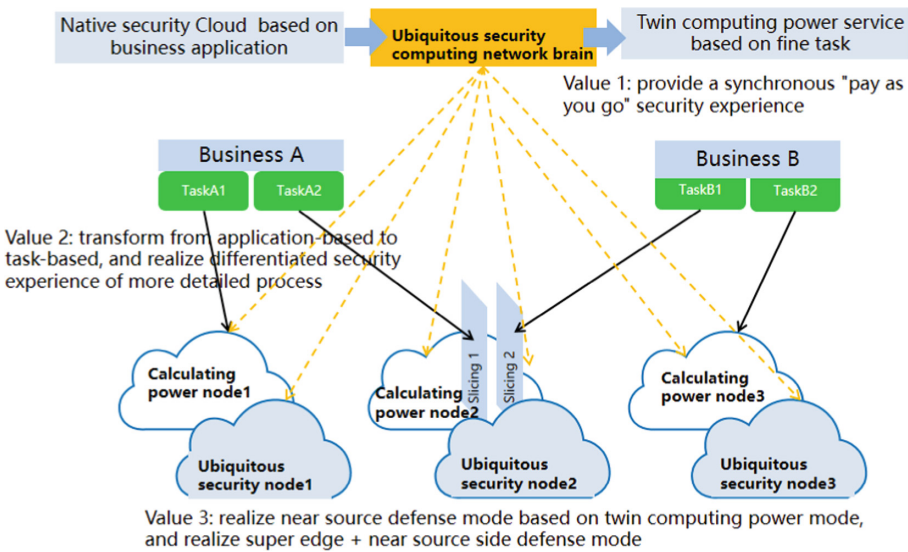 Native security Cloud based on
business application
Ubiquitous security
computing network brain
Twin computing power service
based on fine task
Value 1: provide a synchronous "pay as
you go" security experience
Business A
TaskA1
TaskA2
Business B
TaskB1
TaskB2
Value 2: transform from application-based to
task-based, and realize differentiated security
experience of more detailed process
Calculating
power node1
Calculating
power node2
Slicing 1
Slicing 2
Calculating
power node3
Ubiquitous
security node1
Ubiquitous
security node2
Ubiquitous
security node3
Value 3: realize near source defense mode based on twin computing power mode,
and realize super edge + near source side defense mode